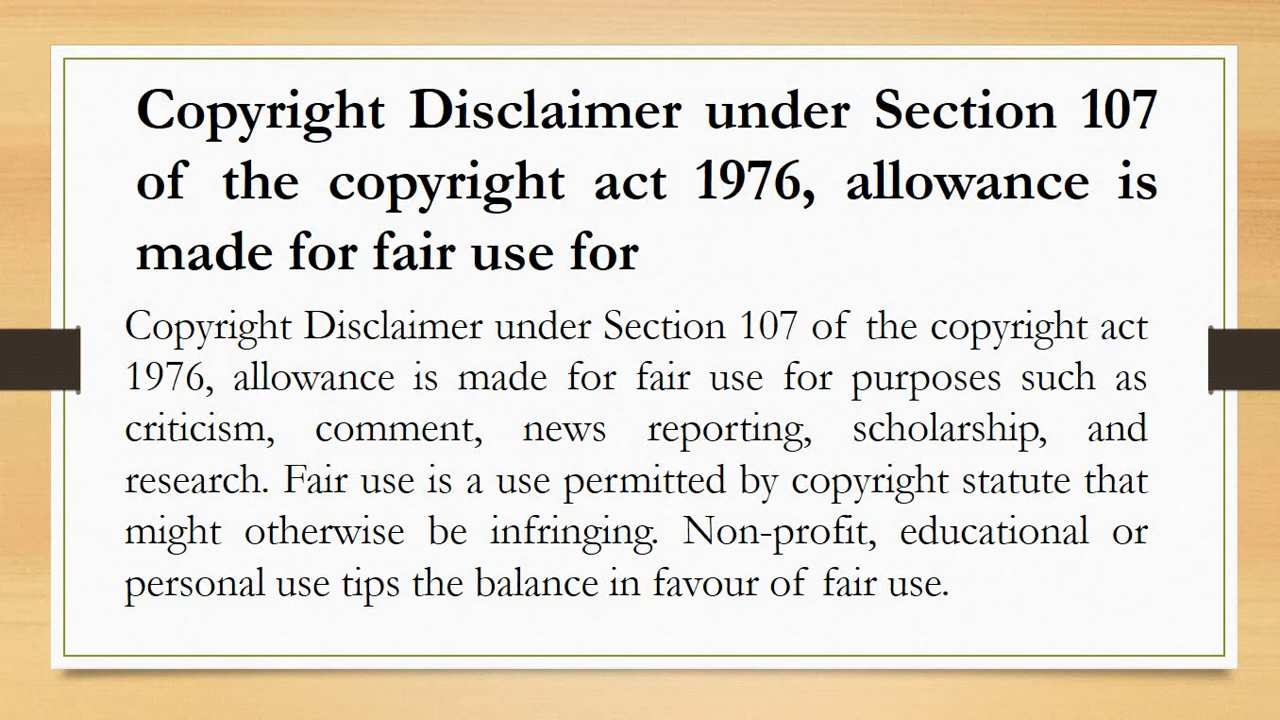 Copyright Disclaimer under Section 107
of the copyright act 1976, allowance is
made for fair use for
Copyright Disclaimer under Section 107 of the copyright act
1976, allowance is made for fair use for purposes such as
criticism, comment, news reporting, scholarship, and
research. Fair use is a use permitted by copyright statute that
might otherwise be infringing. Non-profit, educational or
personal use tips the balance in favour of fair use.